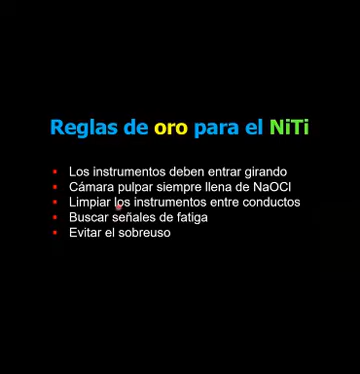 Reglas de oro para el NiTi
Los instrumentos deben entrar girando
Cámara pulpar siempre llena de NaOCl
Limpiar los instrumentos entre conductos
Buscar señales de fatiga
Evitar el sobreuso